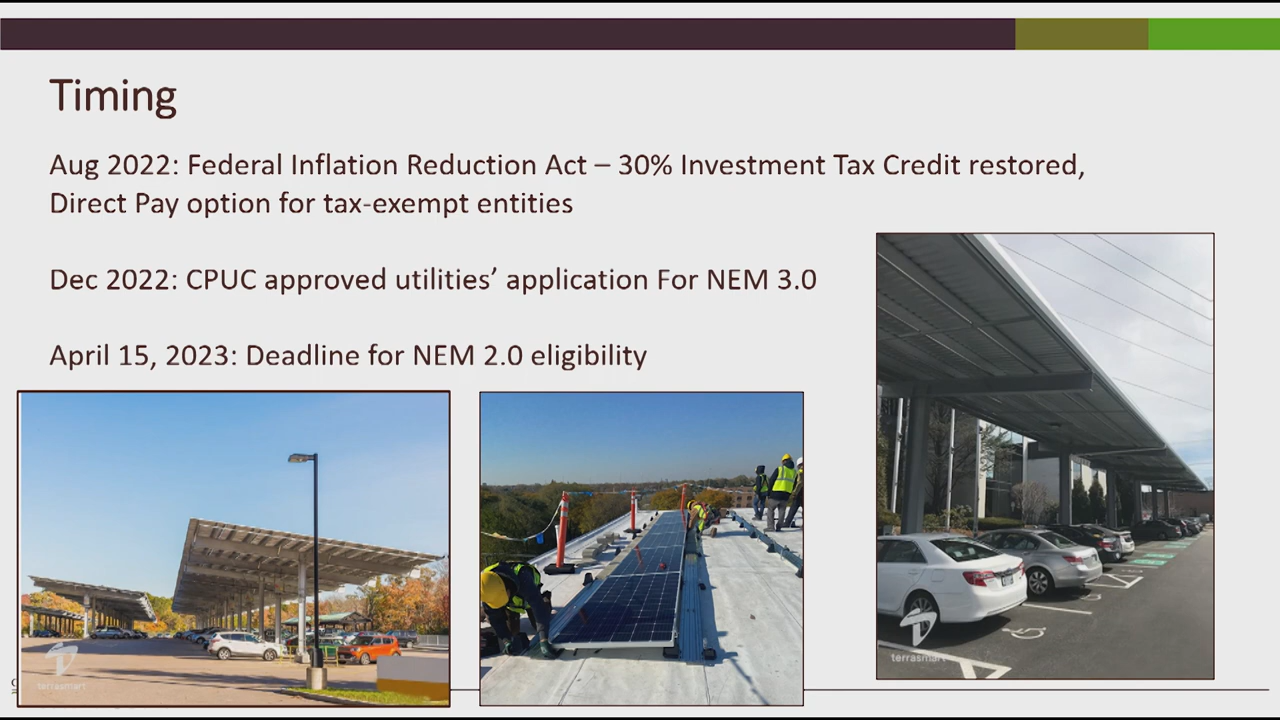 Timing
Aug 2022: Federal Inflation Reduction Act – 30% Investment Tax Credit restored,
Direct Pay option for tax-exempt entities
Dec 2022: CPUC approved utilities’ application For NEM 3.0
April 15, 2023: Deadline for NEM 2.0 eligibility
terrasmart
terrasmart